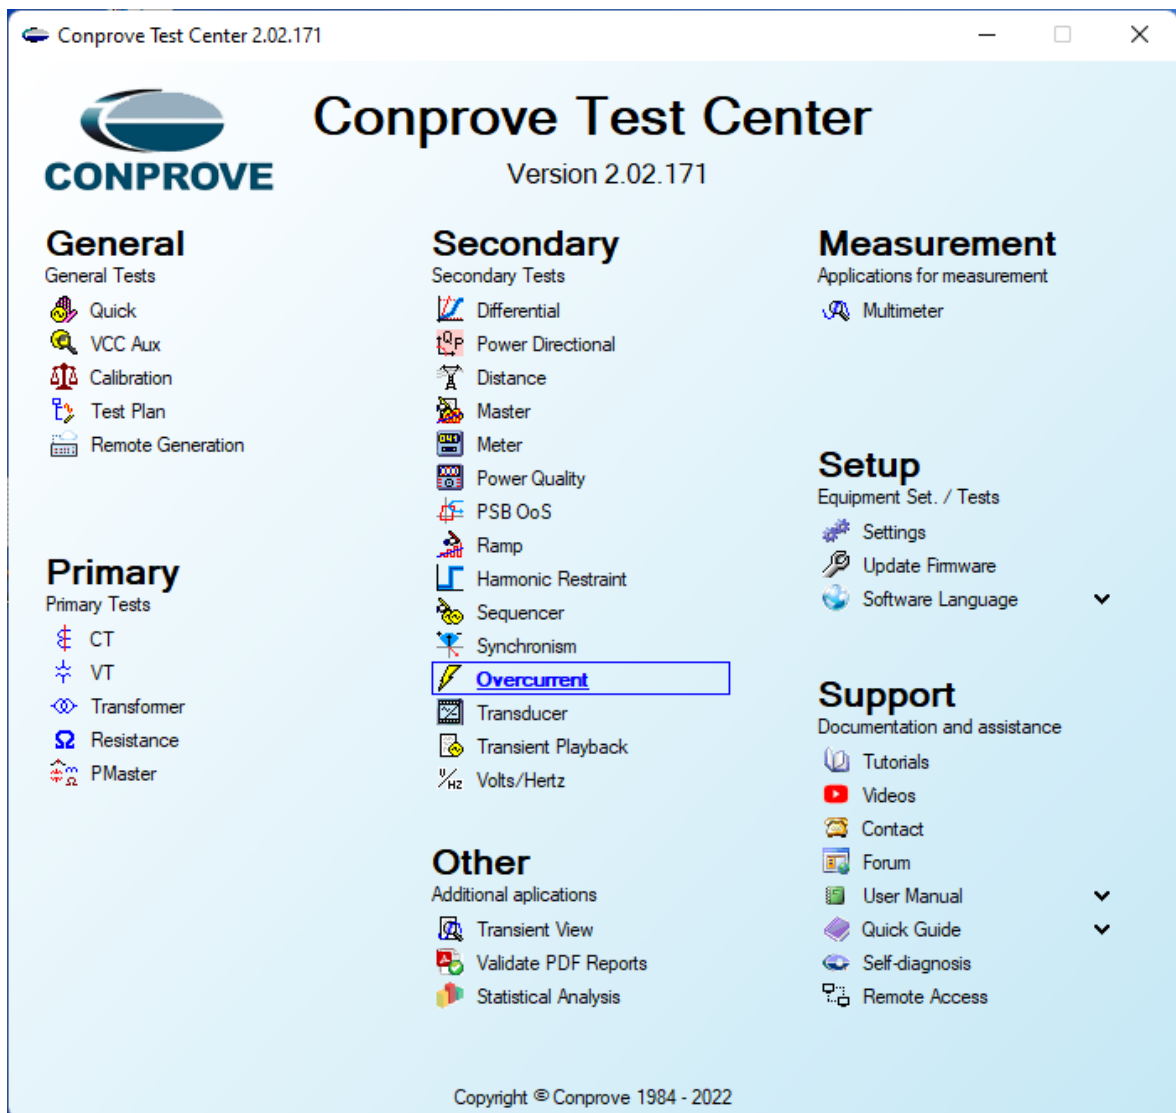 Conprove Test Center 2.02.171
Conprove Test Center
CONPROVE
Version 2.02.171
General
General Tests
Quick
VCC Aux
Calibration
Test Plan
Remote Generation
Primary
Primary Tests
CT
VT
Transformer
Resistance
PMaster
Secondary
Secondary Tests
Differential
Power Directional
Distance
Master
Meter
Power Quality
PSB OoS
Ramp
Harmonic Restraint
Sequencer
Synchronism
Overcurrent
Transducer
Transient Playback
Volts/Hertz
Other
Additional aplications
Transient View
Validate PDF Reports
Statistical Analysis
Measurement
Applications for measurement
Multimeter
Setup
Equipment Set. / Tests
Settings
Update Firmware
Software Language
Support
Documentation and assistance
Tutorials
Videos
Contact
Forum
User Manual
Quick Guide
Self-diagnosis
Remote Access
Copyright © Conprove 1984 - 2022